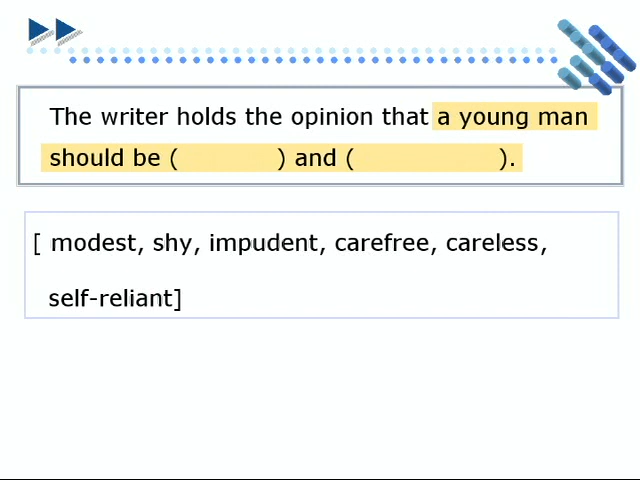 The writer holds the opinion that a young man
should be ( ) and ( ).
[ modest, shy, impudent, carefree, careless,
self-reliant]